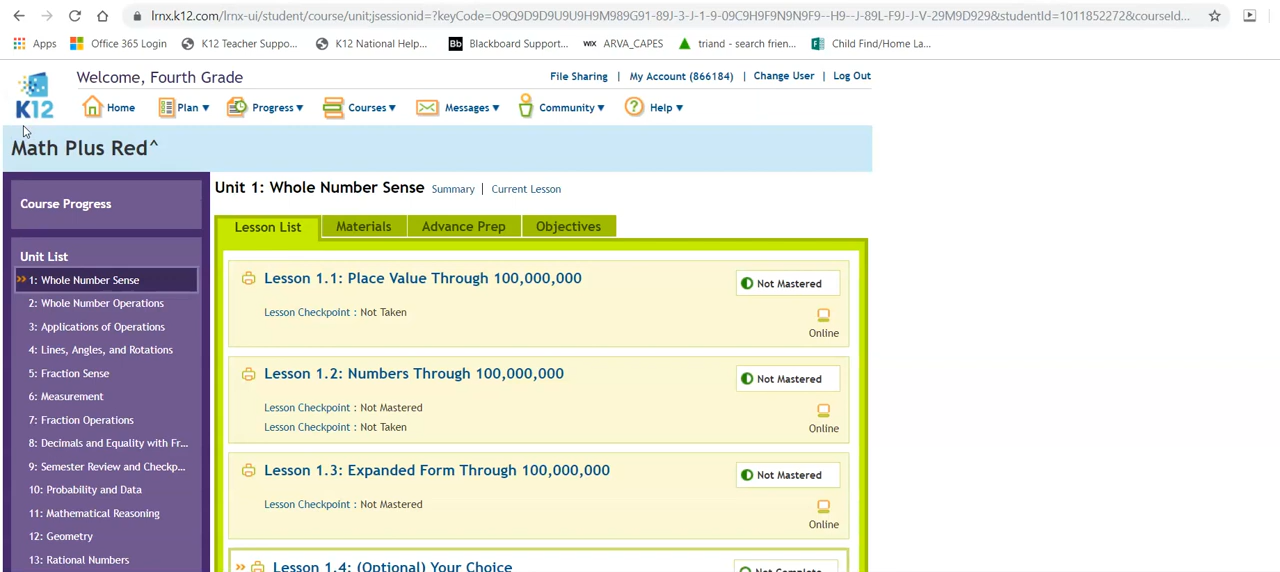 lrnx.k12.com/lrnx-ui/student/course/unit;jsessionid=?keyCode=O9Q9D9D9U9U9H9M989G91-89J-3-J-1-9-09C9H9F9N9N9F9--H9--J-89L-F9J-J-V-29M9D929&studentId=1011852272&courseId...
Apps Office 365 Login K12 Teacher Suppo... K12 National Help... Bb Blackboard Support... WIX ARVA_CAPES triand - search frien... Child Find/Home La...
K12
Welcome, Fourth Grade
File Sharing | My Account (866184) | Change User | Log Out
Home Plan Progress Courses Messages Community ? Help
Math Plus Red^
Course Progress
Unit List
1: Whole Number Sense
2: Whole Number Operations
3: Applications of Operations
4: Lines, Angles, and Rotations
5: Fraction Sense
6: Measurement
7: Fraction Operations
8: Decimals and Equality with Fr...
9: Semester Review and Checkp...
10: Probability and Data
11: Mathematical Reasoning
12: Geometry
13: Rational Numbers
Unit 1: Whole Number Sense Summary | Current Lesson
Lesson List Materials Advance Prep Objectives
Lesson 1.1: Place Value Through 100,000,000
Not Mastered
Lesson Checkpoint : Not Taken
Online
Lesson 1.2: Numbers Through 100,000,000
Not Mastered
Lesson Checkpoint : Not Mastered
Lesson Checkpoint : Not Taken
Online
Lesson 1.3: Expanded Form Through 100,000,000
Not Mastered
Lesson Checkpoint : Not Mastered
Online
Lesson 1.4: (Optional) Your Choice
Not Complete